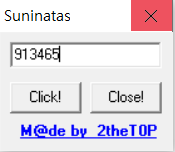 Suninatas
913465
Click! Close!
M@de by 2theT0P